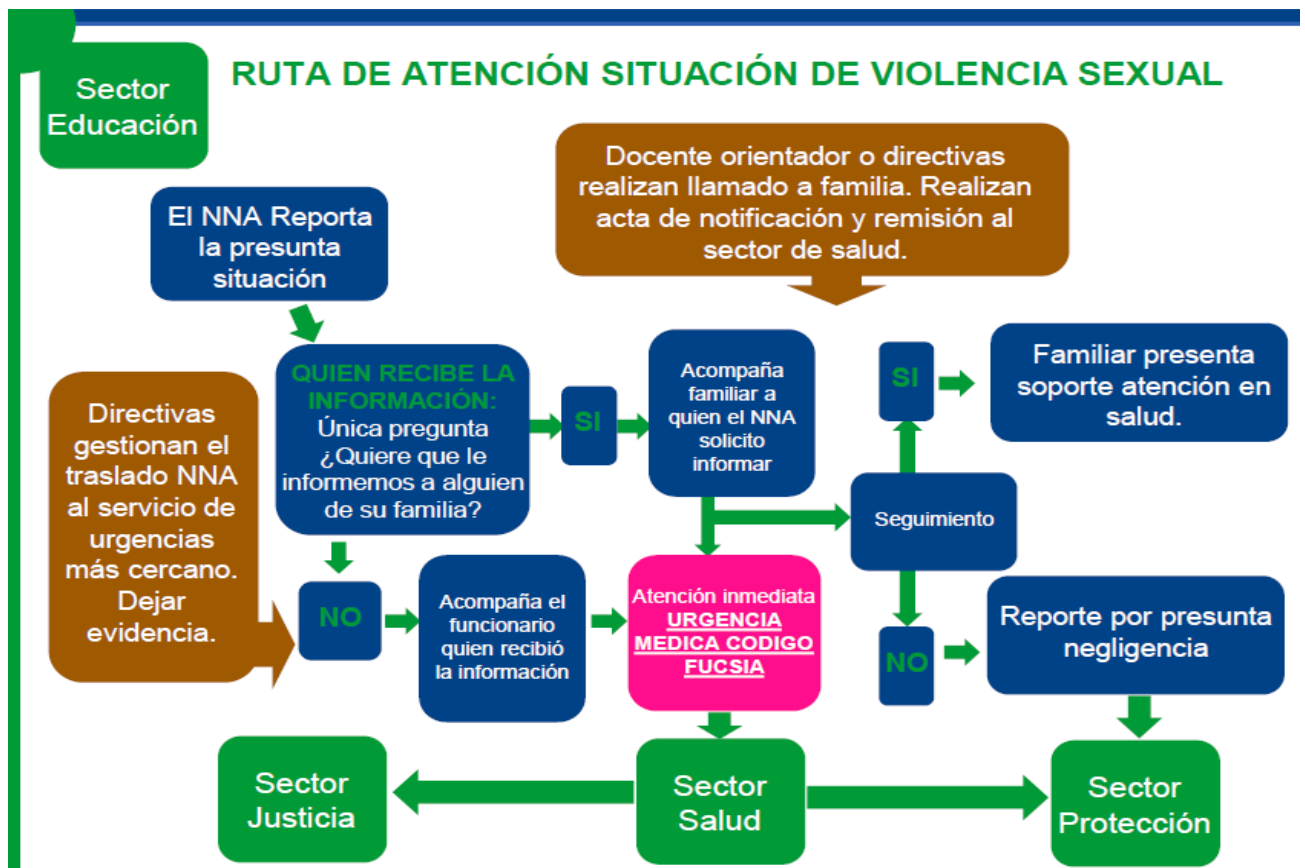 Sector
Educación
RUTA DE ATENCIÓN SITUACIÓN DE VIOLENCIA SEXUAL
Docente orientador o directivas
realizan llamado a familia. Realizan
acta de notificación y remisión al
sector de salud.
El NNA Reporta
la presunta
situación
QUIEN RECIBE LA
INFORMACIÓN:
Única pregunta
¿Quiere que le
informemos a alguien
de su familia?
SI
Acompaña
familiar a
quien el NNA
solicito
informar
SI
Familiar presenta
soporte atención en
salud.
Directivas
gestionan el
traslado NNA
al servicio de
urgencias
más cercano.
Dejar
evidencia.
Seguimiento
NO
Acompaña el
funcionario
quien recibió
la información
Atención inmediata
URGENCIA
MEDICA CODIGO
FUCSIA
NO
Reporte por presunta
negligencia
Sector
Justicia
Sector
Salud
Sector
Protección